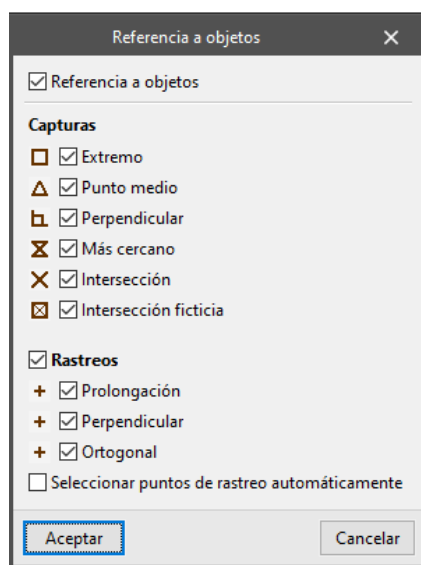 Referencia a objetos
Referencia a objetos
Capturas
Extremo
Punto medio
Perpendicular
Más cercano
Intersección
Intersección ficticia
Rastreos
Prolongación
Perpendicular
Ortogonal
Seleccionar puntos de rastreo automáticamente
Aceptar Cancelar